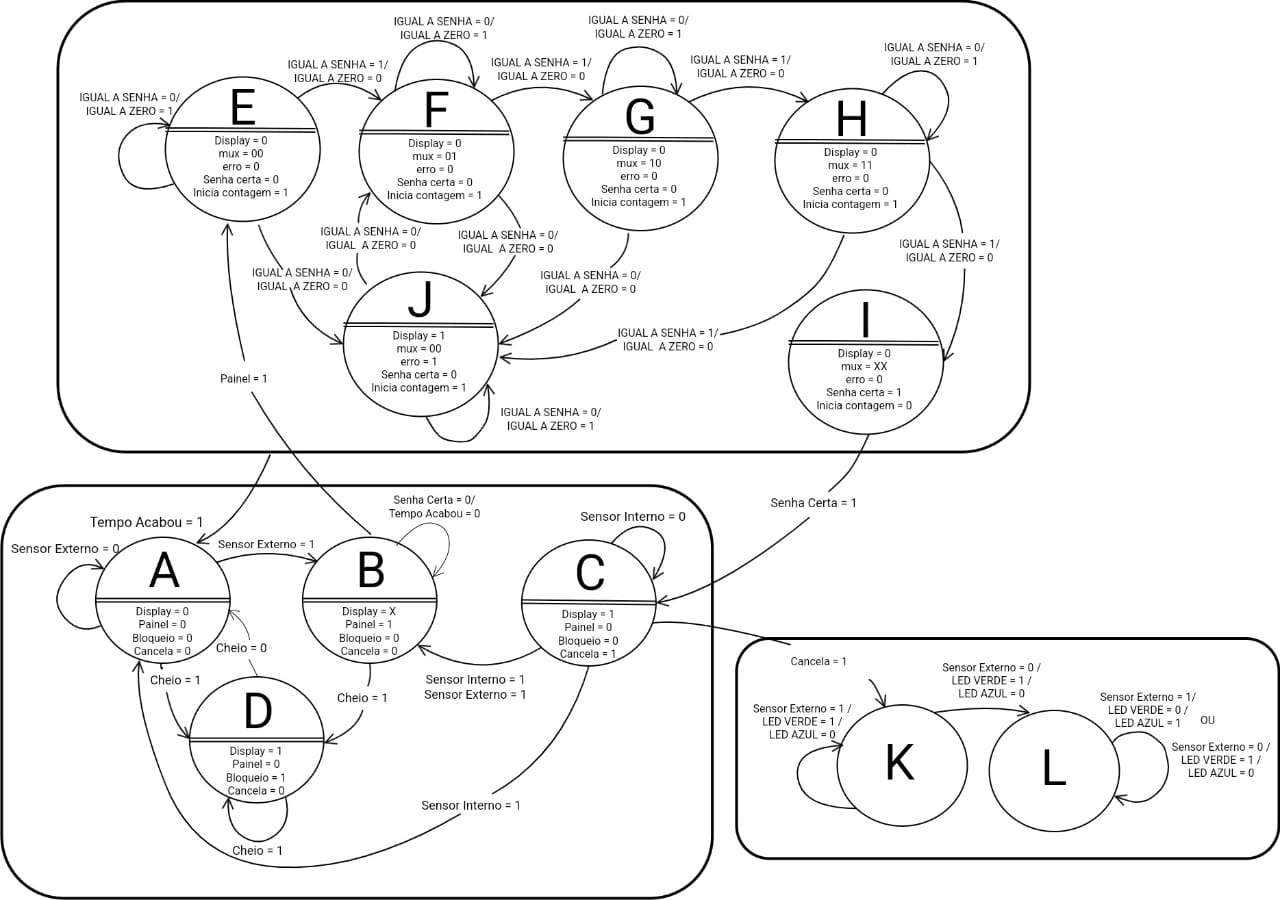 IGUAL A SENHA = 0/
IGUAL A ZERO = 1
IGUAL A SENHA = 0/
IGUAL A ZERO = 1
IGUAL A SENHA = 0/
IGUAL A ZERO = 1
IGUAL A SENHA = 1/
IGUAL A ZERO = 0
IGUAL A SENHA = 1/
IGUAL A ZERO = 0
IGUAL A SENHA = 1/
IGUAL A ZERO = 0
IGUAL A SENHA = 0/
IGUAL A ZERO = 1
E
Display = 0
mux = 00
erro = 0
Senha certa = 0
Inicia contagem = 1
F
Display = 0
mux = 01
erro = 0
Senha certa = 0
Inicia contagem = 1
G
Display = 0
mux = 10
erro = 0
Senha certa = 0
Inicia contagem = 1
H
Display = 0
mux = 11
erro = 0
Senha certa = 0
Inicia contagem = 1
IGUAL A SENHA = 0/
IGUAL A ZERO = 0
IGUAL A SENHA = 0/
IGUAL A ZERO = 0
IGUAL A SENHA = 1/
IGUAL A ZERO = 0
IGUAL A SENHA = 0/
IGUAL A ZERO = 0
IGUAL A SENHA = 0/
IGUAL A ZERO = 0
J
Display = 1
mux = 00
erro = 1
Senha certa = 0
Inicia contagem = 1
IGUAL A SENHA = 1/
IGUAL A ZERO = 0
I
Display = 0
mux = XX
erro = 0
Senha certa = 1
Inicia contagem = 0
Painel = 1
IGUAL A SENHA = 0/
IGUAL A ZERO = 1
Senha Certa = 1
Tempo Acabou = 1
Senha Certa = 0/
Tempo Acabou = 0
Sensor Interno = 0
Sensor Externo = 0
Sensor Externo = 1
A
Display = 0
Painel = 0
Bloqueio = 0
Cancela = 0
B
Display = X
Painel = 1
Bloqueio = 0
Cancela = 0
C
Display = 1
Painel = 0
Bloqueio = 0
Cancela = 1
Cheio = 0
Cheio = 1
Cheio = 1
Sensor Interno = 1
Sensor Externo = 1
D
Display = 1
Painel = 0
Bloqueio = 1
Cancela = 0
Cheio = 1
Sensor Interno = 1
Cancela = 1
Sensor Externo = 0 /
LED VERDE = 1 /
LED AZUL = 0
Sensor Externo = 1 /
LED VERDE = 1 /
LED AZUL = 0
Sensor Externo = 1/
LED VERDE = 0 /
LED AZUL = 1
OU
Sensor Externo = 0 /
LED VERDE = 1 /
LED AZUL = 0
K
L